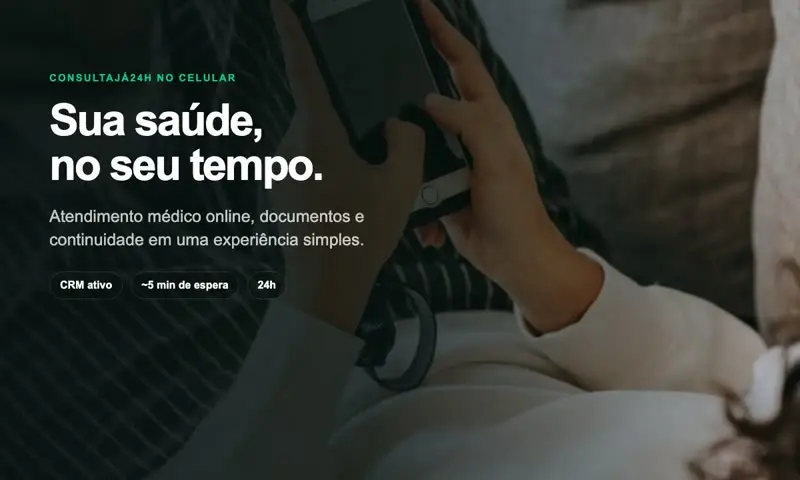 CONSULTAJÁ24H NO CELULAR
Sua saúde,
no seu tempo.
Atendimento médico online, documentos e
continuidade em uma experiência simples.
CRM ativo ~5 min de espera 24h